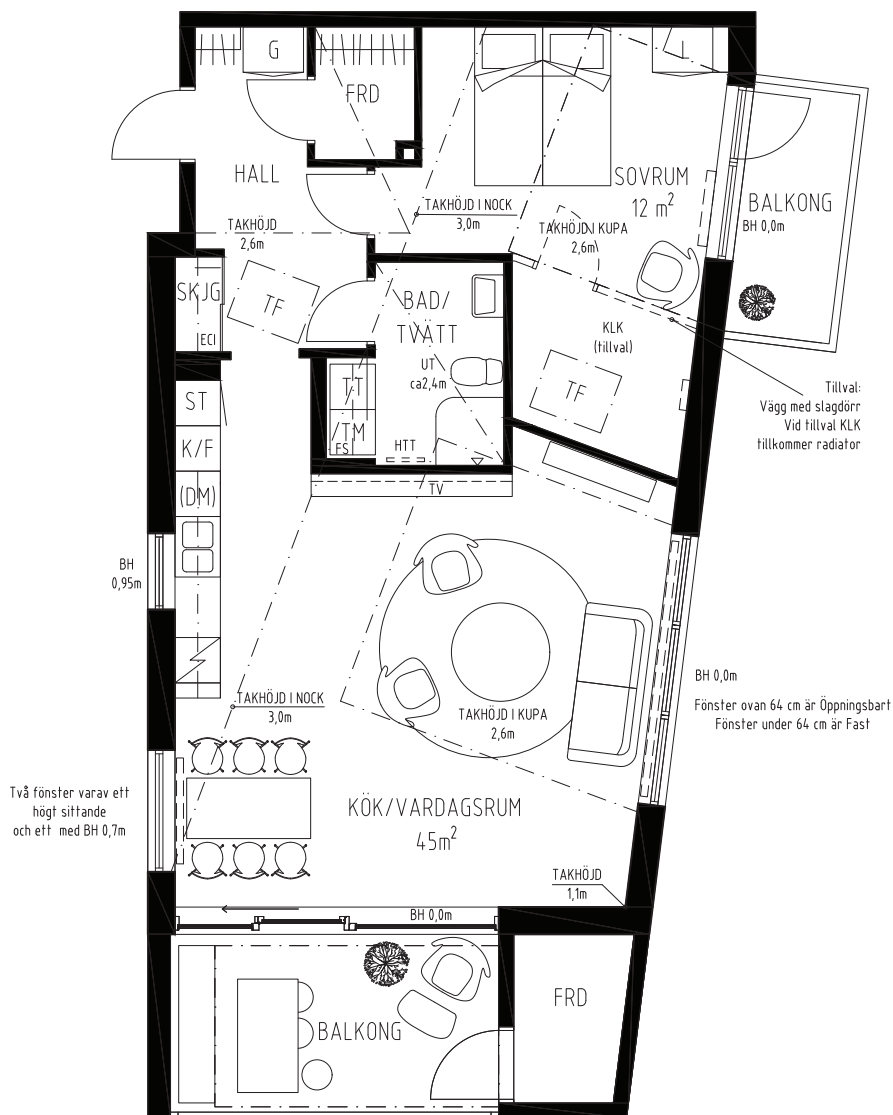 G
L
FRD
HALL
SOVRUM
12 m²
BALKONG
BH 0,0m
TAKHÖJD I NOCK
3,0m
TAKHÖJD
2,6m
TAKHÖJD I KUPA
2,6m
SKJG
TF
ECI
BAD/
TVÄTT
UT
ca2,4m
KLK
(tillval)
TF
Tillval:
Vägg med slagdörr
Vid tillval KLK
tillkommer radiator
ST
K/F
(DM)
TT
/TM
FS
HTT
TV
BH
0,95m
BH 0,0m
Fönster ovan 64 cm är Öppningsbart
Fönster under 64 cm är Fast
TAKHÖJD I NOCK
3,0m
TAKHÖJD I KUPA
2,6m
Två fönster varav ett
högt sittande
och ett med BH 0,7m
KÖK/VARDAGSRUM
45m²
TAKHÖJD
1,1m
BH 0,0m
BALKONG
FRD